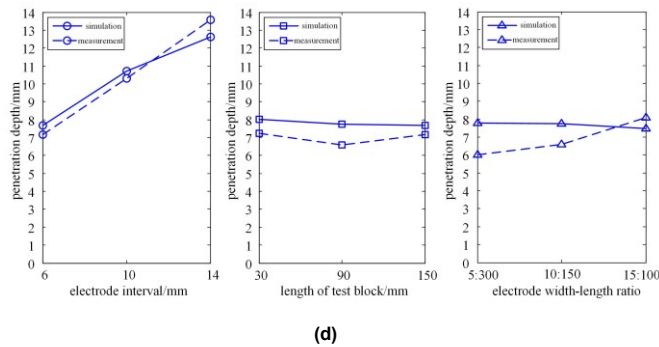 14
13
12
11
10
9
8
7
6
5
4
3
2
1
0
penetration depth/mm
simulation
measurement
6 10 14
electrode interval/mm
14
13
12
11
10
9
8
7
6
5
4
3
2
1
0
penetration depth/mm
simulation
measurement
30 90 150
length of test block/mm
14
13
12
11
10
9
8
7
6
5
4
3
2
1
0
penetration depth/mm
simulation
measurement
5:300 10:150 15:100
electrode width-length ratio
(d)